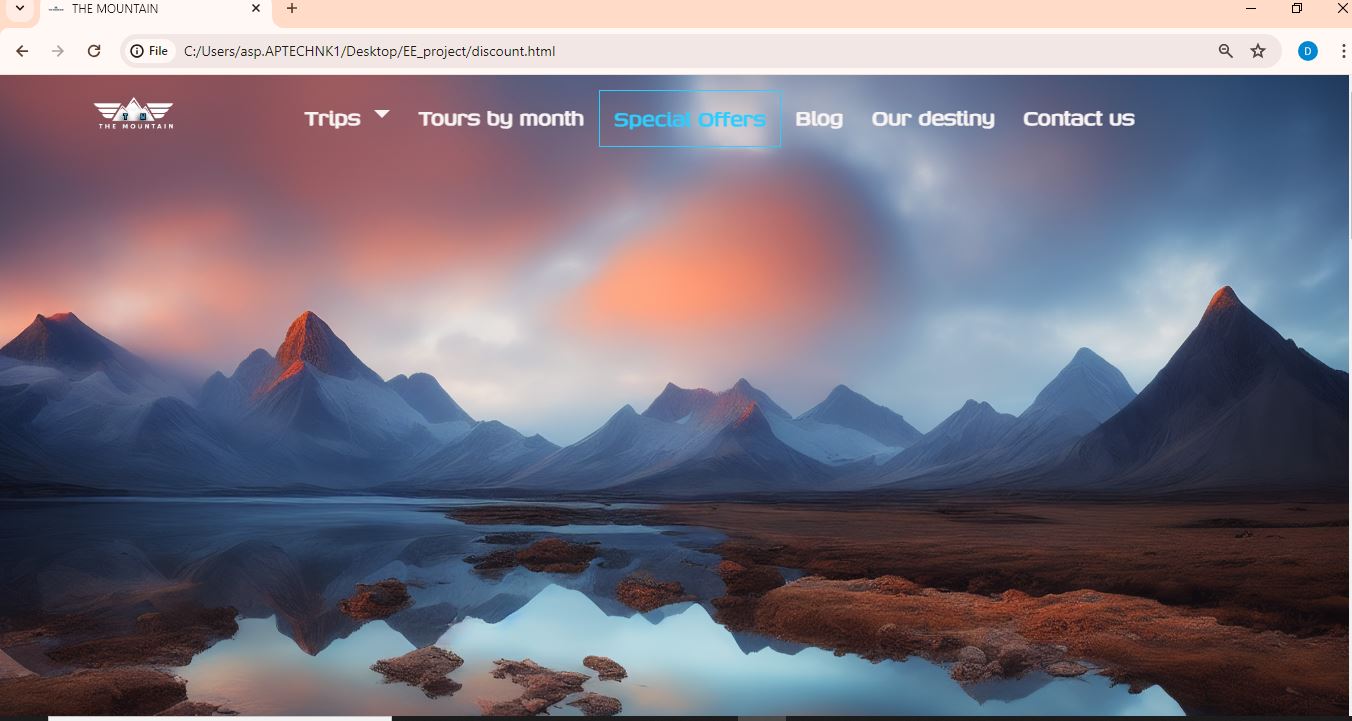 THE MOUNTAIN
File C:/Users/asp.APTECHNK1/Desktop/EE_project/discount.html
D
T M
THE MOUNTAIN
Trips Tours by month Special Offers Blog Our destiny Contact us